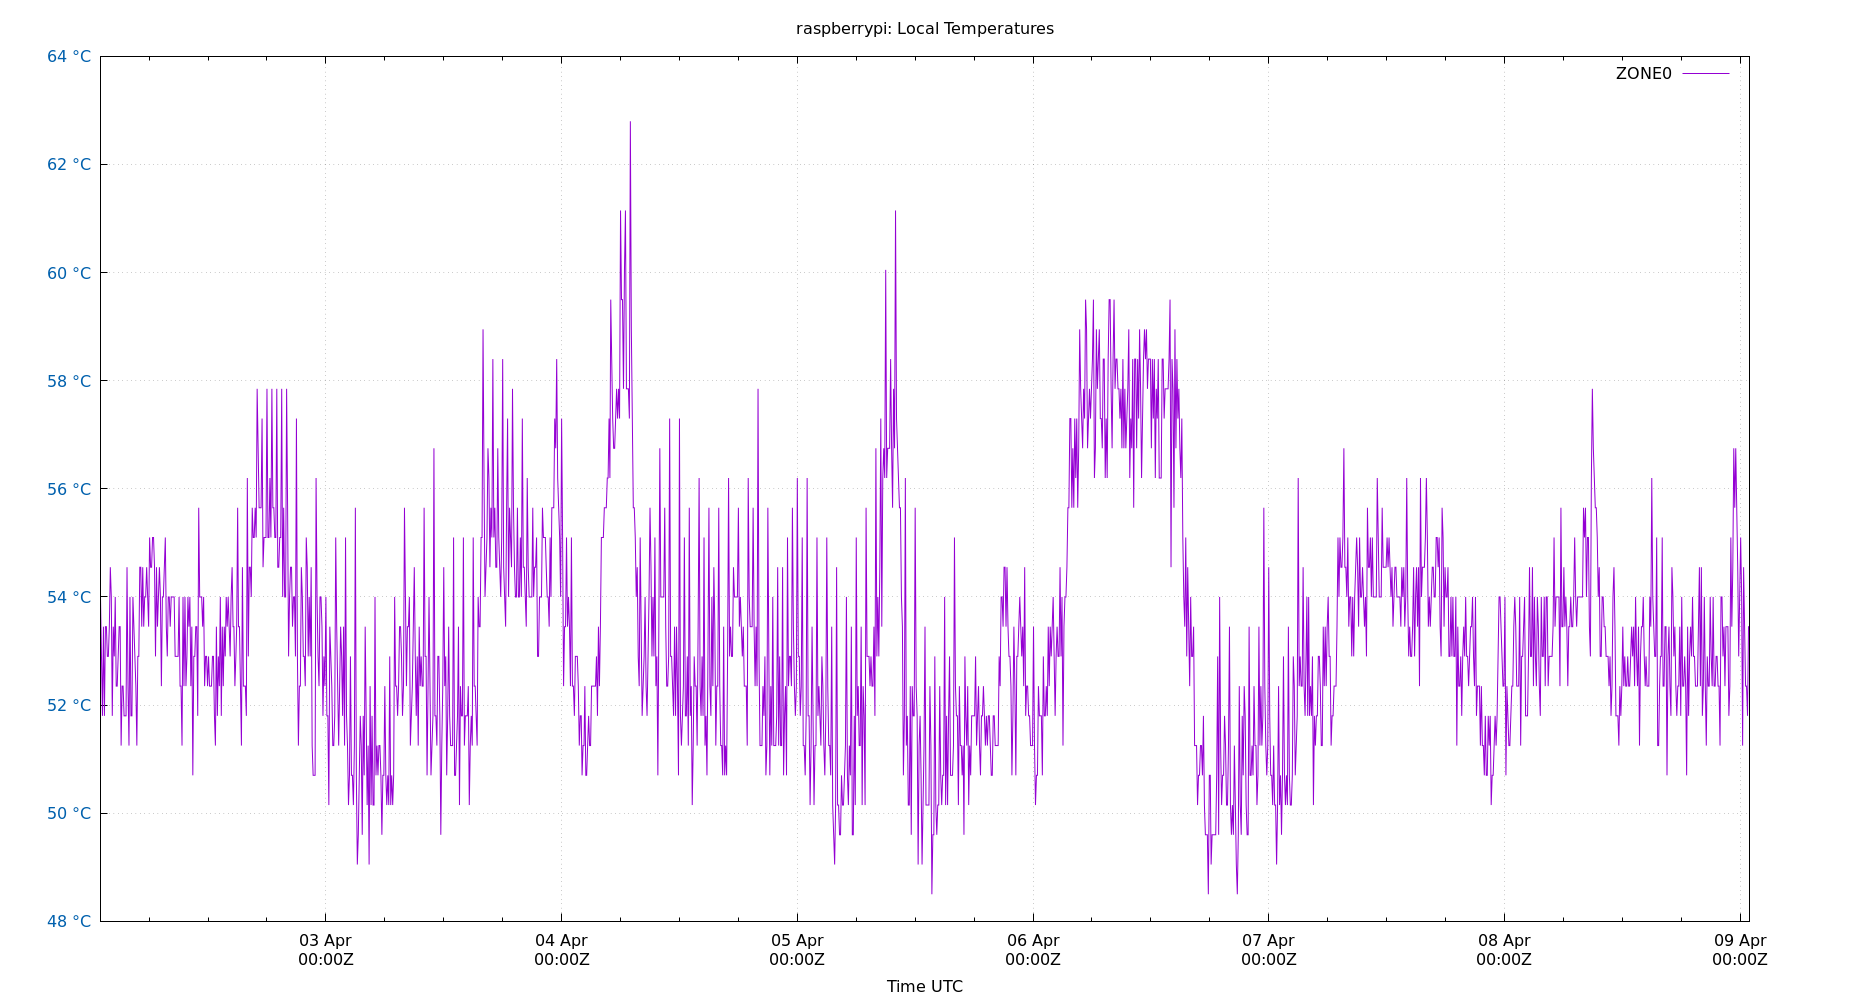 raspberrypi: Local Temperatures
64 °C
ZONE0
62 °C
60 °C
58 °C
56 °C
54 °C
52 °C
50 °C
48 °C
03 Apr 04 Apr 05 Apr 06 Apr 07 Apr 08 Apr 09 Apr
00:00Z 00:00Z 00:00Z 00:00Z 00:00Z 00:00Z 00:00Z
Time UTC